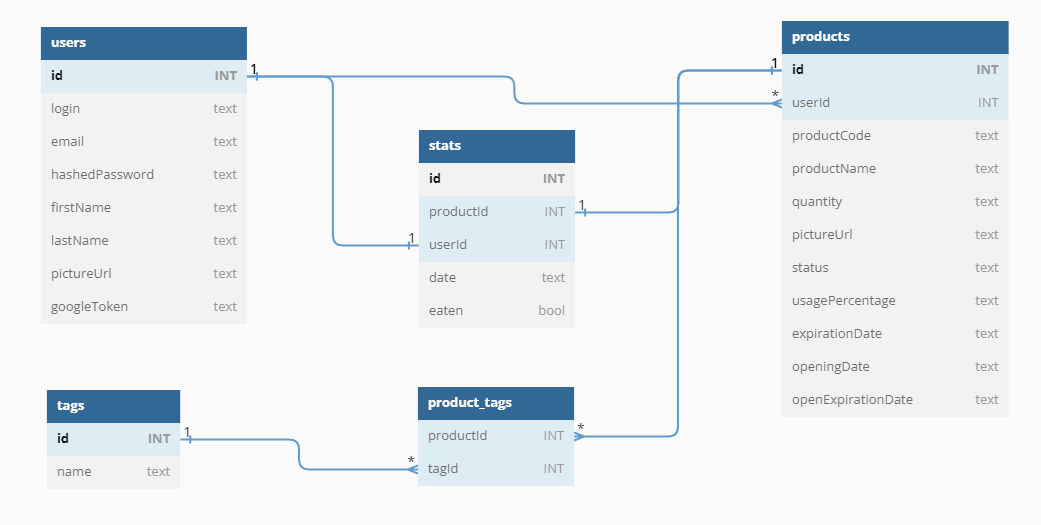 users
id INT
login text
email text
hashedPassword text
firstName text
lastName text
pictureUrl text
googleToken text
1
1
stats
id INT
productId INT
userId INT
date text
eaten bool
1
products
id INT
userId INT
productCode text
productName text
quantity text
pictureUrl text
status text
usagePercentage text
expirationDate text
openingDate text
openExpirationDate text
1
*
tags
id INT
name text
1
*
product_tags
productId INT
tagId INT
*